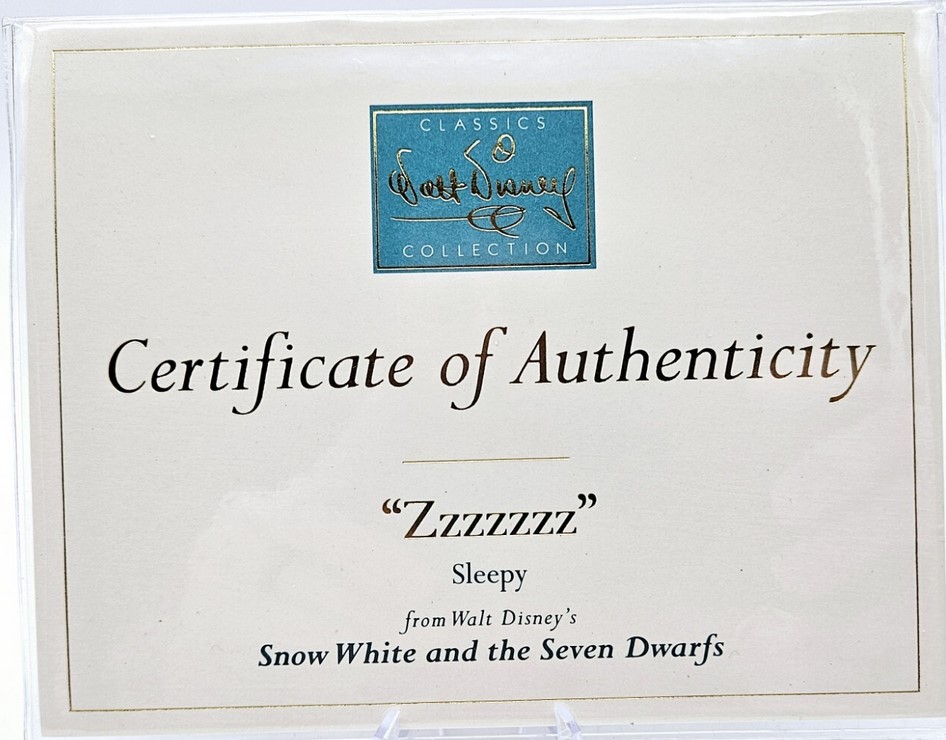 CLASSICS
Walt Disney
COLLECTION
Certificate of Authenticity
“Zzzzzzz”
Sleepy
from Walt Disney’s
Snow White and the Seven Dwarfs